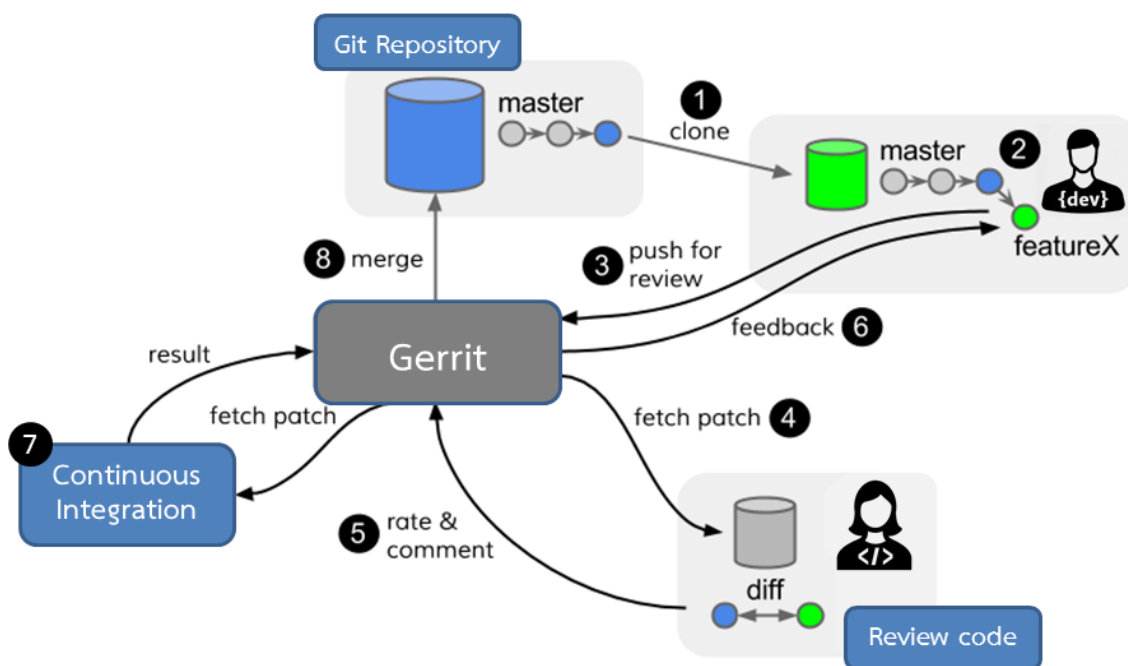 Git Repository
master
1
clone
master
2
{dev}
featureX
8 merge
3 push for
review
feedback 6
Gerrit
result
fetch patch
fetch patch 4
7
Continuous
Integration
5 rate &
comment
</>
diff
Review code